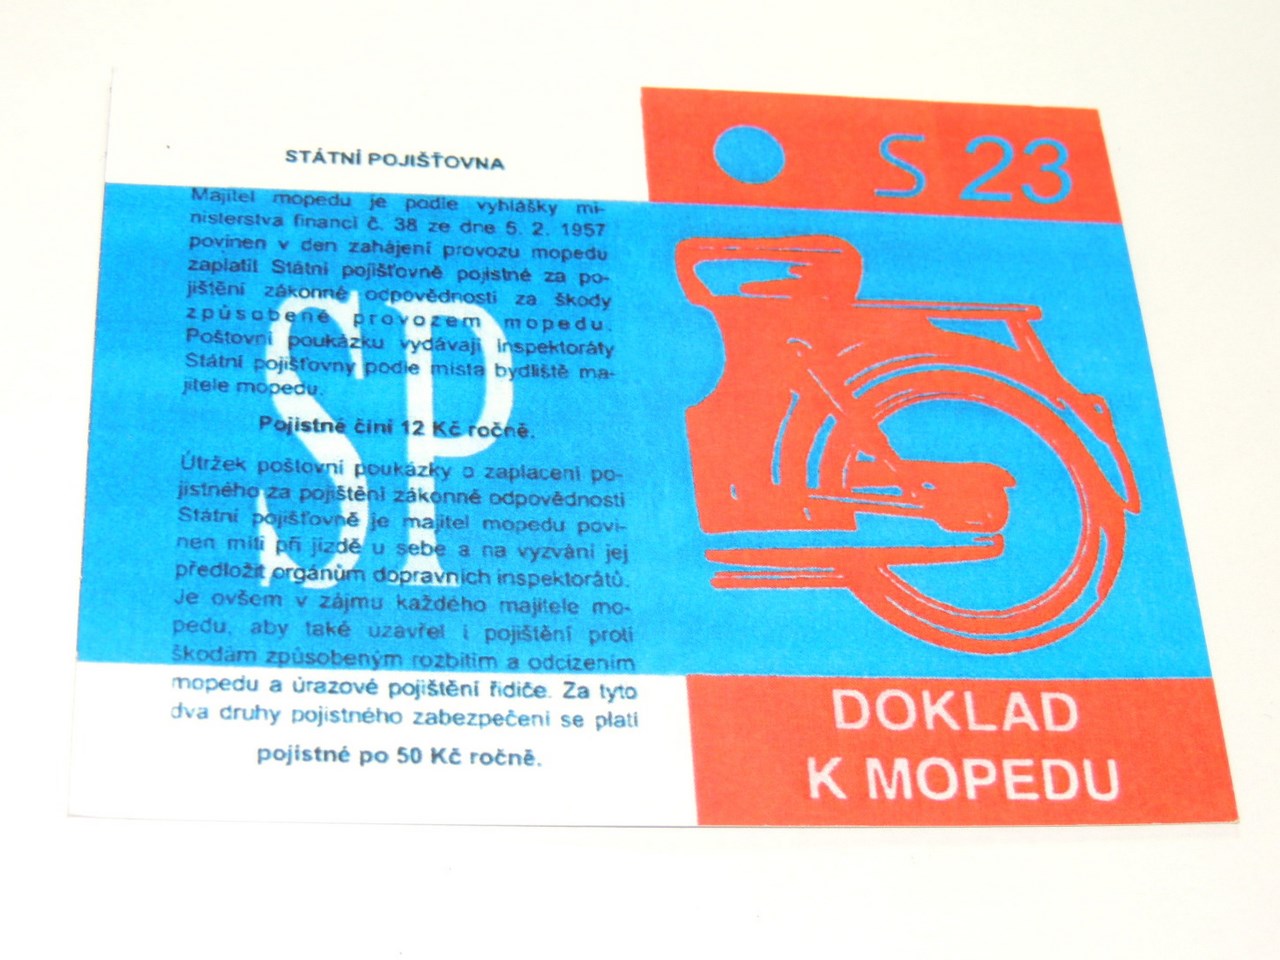 STÁTNÍ POJIŠŤOVNA
Majitel mopedu je podle vyhlášky mi-
nisterstva financí č. 38 ze dne 5. 2. 1957
povinen v den zahájení provozu mopedu
zaplatit Státní pojišťovně pojistné za po-
jištění zákonné odpovědnosti za škody
způsobené provozem mopedu.
Poštovní poukázku vydávají inspektoráty
Státní pojišťovny podle místa bydliště ma-
jitele mopedu.
Pojistné činí 12 Kč ročně.
Útržek poštovní poukázky o zaplacení po-
jistného za pojištění zákonné odpovědnosti
Státní pojišťovně je majitel mopedu povi-
nen míti při jízdě u sebe a na vyzvání jej
předložit orgánům dopravních inspektorátů.
Je ovšem v zájmu každého majitele mo-
pedu, aby také uzavřel i pojištění proti
škodám způsobeným rozbitím a odcizením
mopedu a úrazové pojištění řidiče. Za tyto
dva druhy pojistného zabezpečení se platí
pojistné po 50 Kč ročně.
SP
S 23
DOKLAD
K MOPEDU